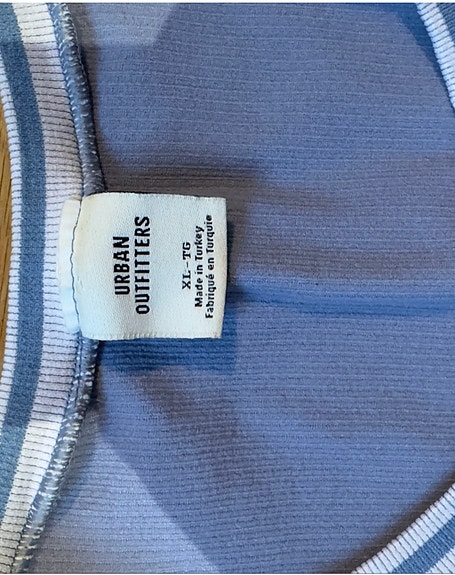 URBAN
OUTFITTERS
XL-TG
Made in Turkey
Fabriqué en Turquie